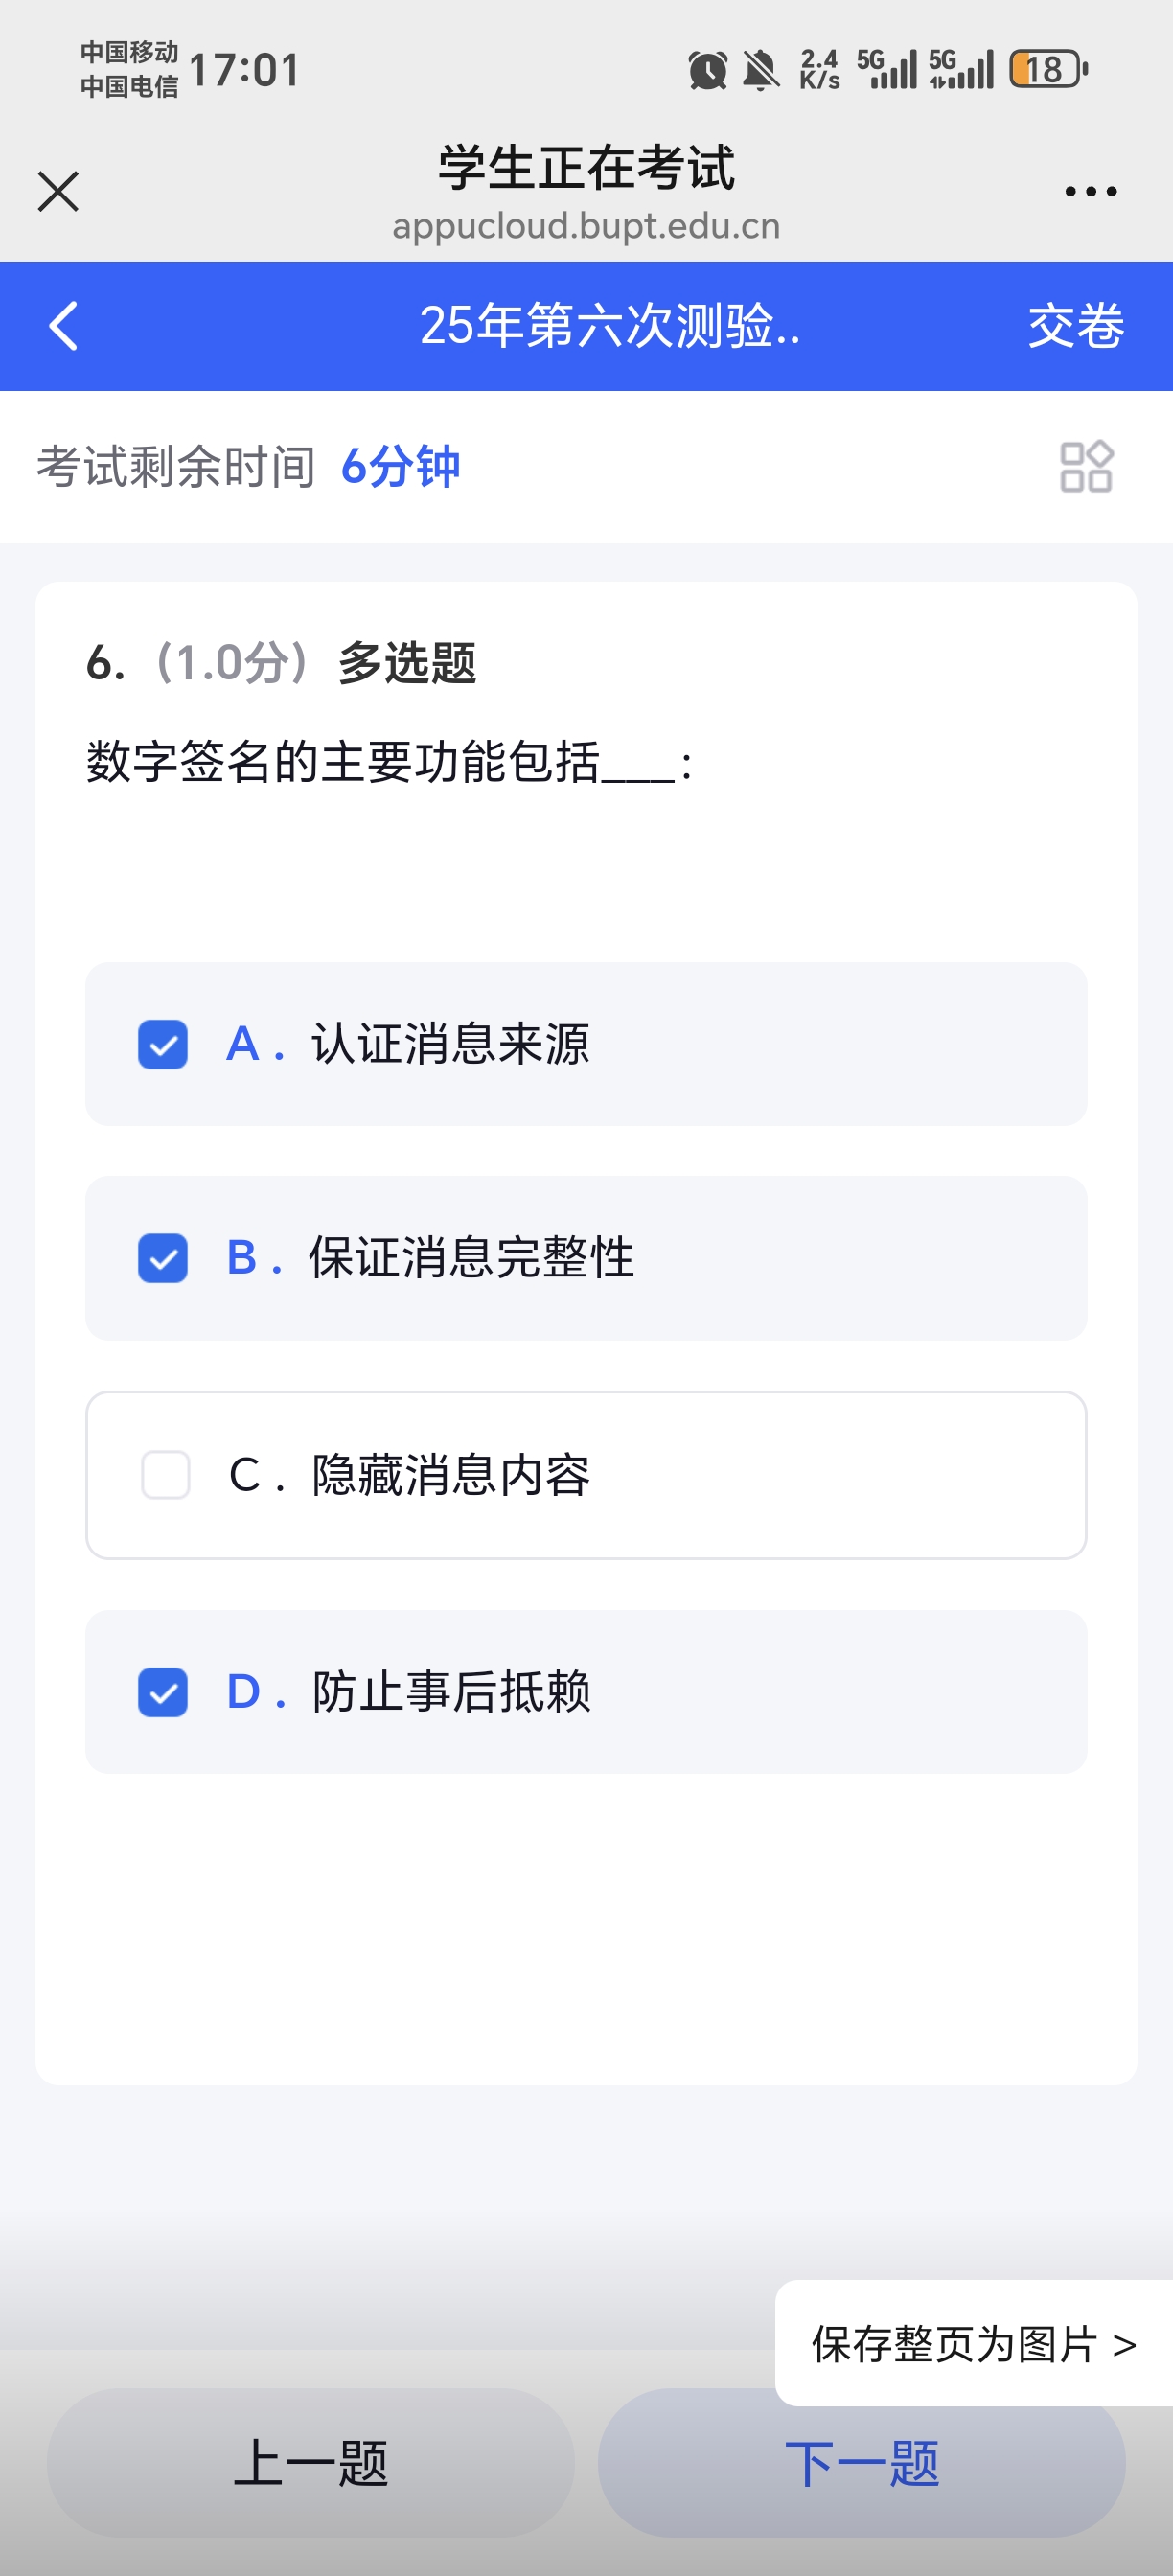 中国移动
中国电信
17:01
2.4
K/s
5G
5G
18
学生正在考试
appucloud.bupt.edu.cn
25年第六次测验..
交卷
考试剩余时间 6分钟
6. (1.0分) 多选题
数字签名的主要功能包括___:
A . 认证消息来源
B . 保证消息完整性
C . 隐藏消息内容
D . 防止事后抵赖
保存整页为图片 >
上一题
下一题